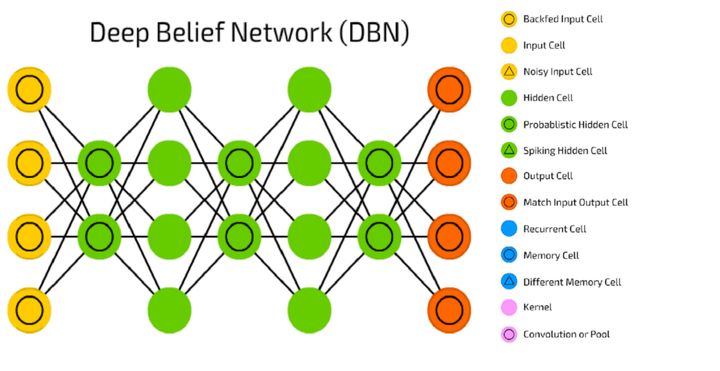 Deep Belief Network (DBN)
Backfed Input Cell
Input Cell
Noisy Input Cell
Hidden Cell
Probablistic Hidden Cell
Spiking Hidden Cell
Output Cell
Match Input Output Cell
Recurrent Cell
Memory Cell
Different Memory Cell
Kernel
Convolution or Pool